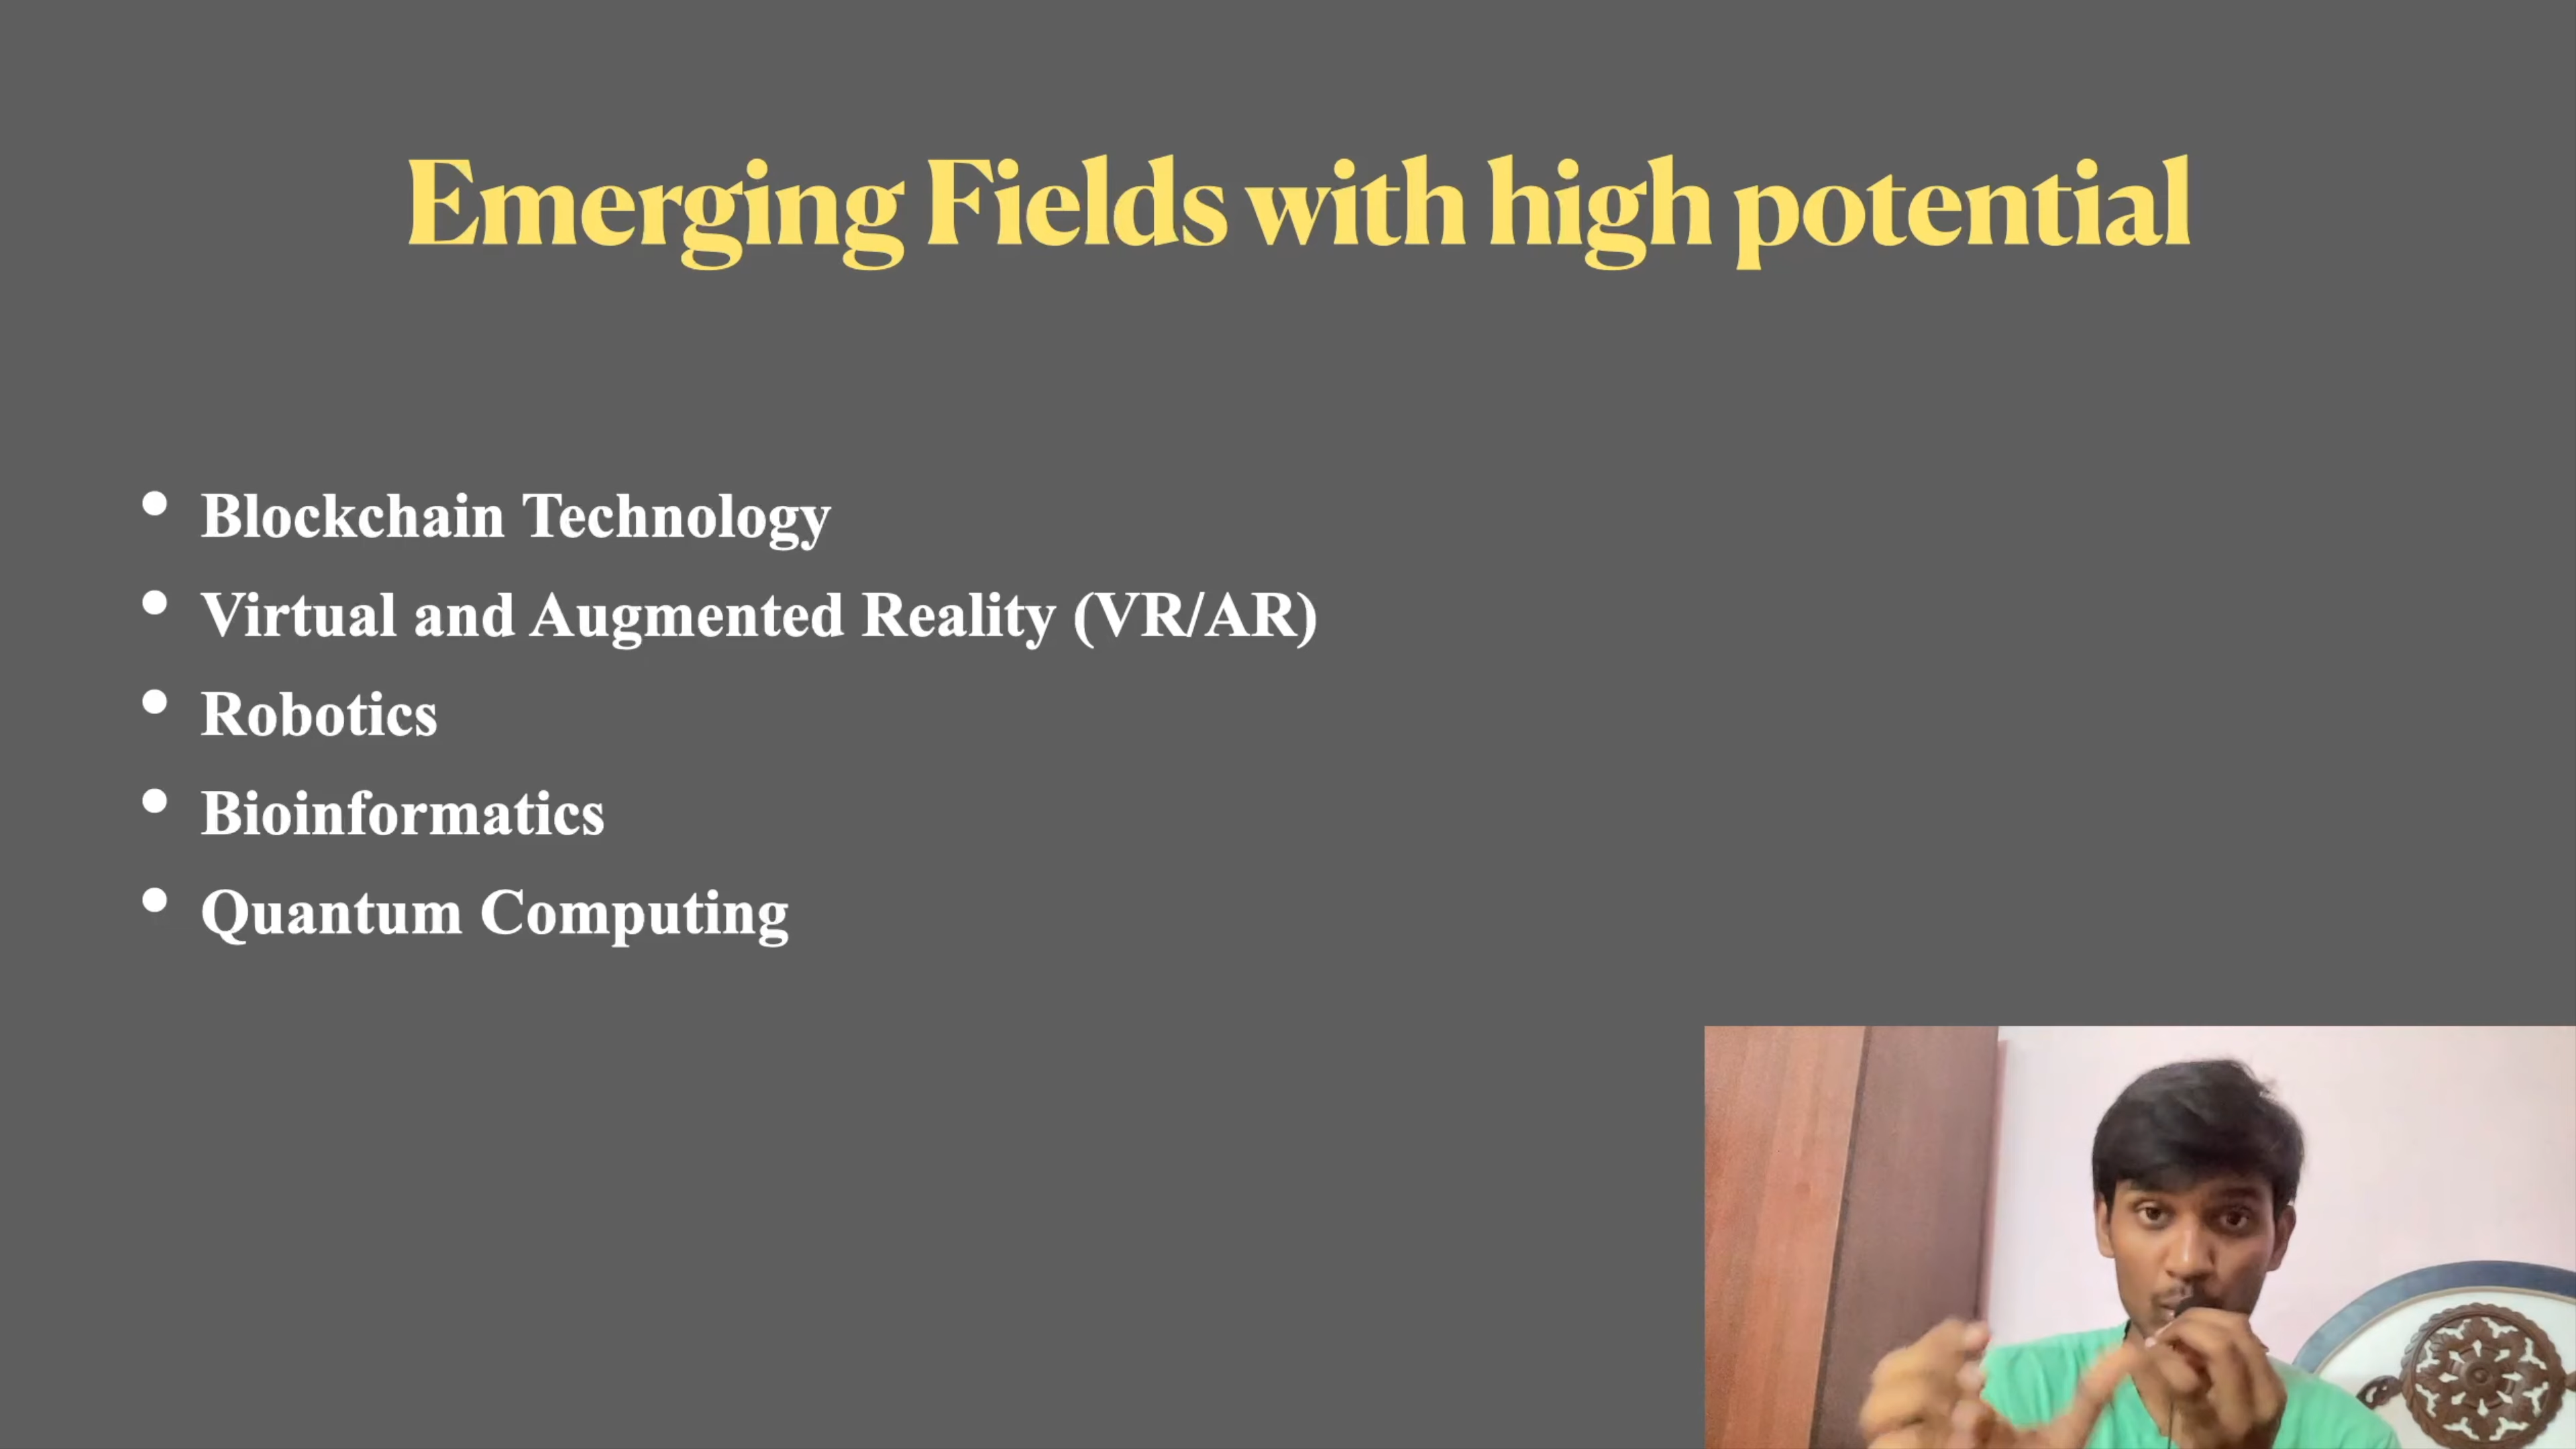 Emerging Fields with high potential
• Blockchain Technology
• Virtual and Augmented Reality (VR/AR)
• Robotics
• Bioinformatics
• Quantum Computing